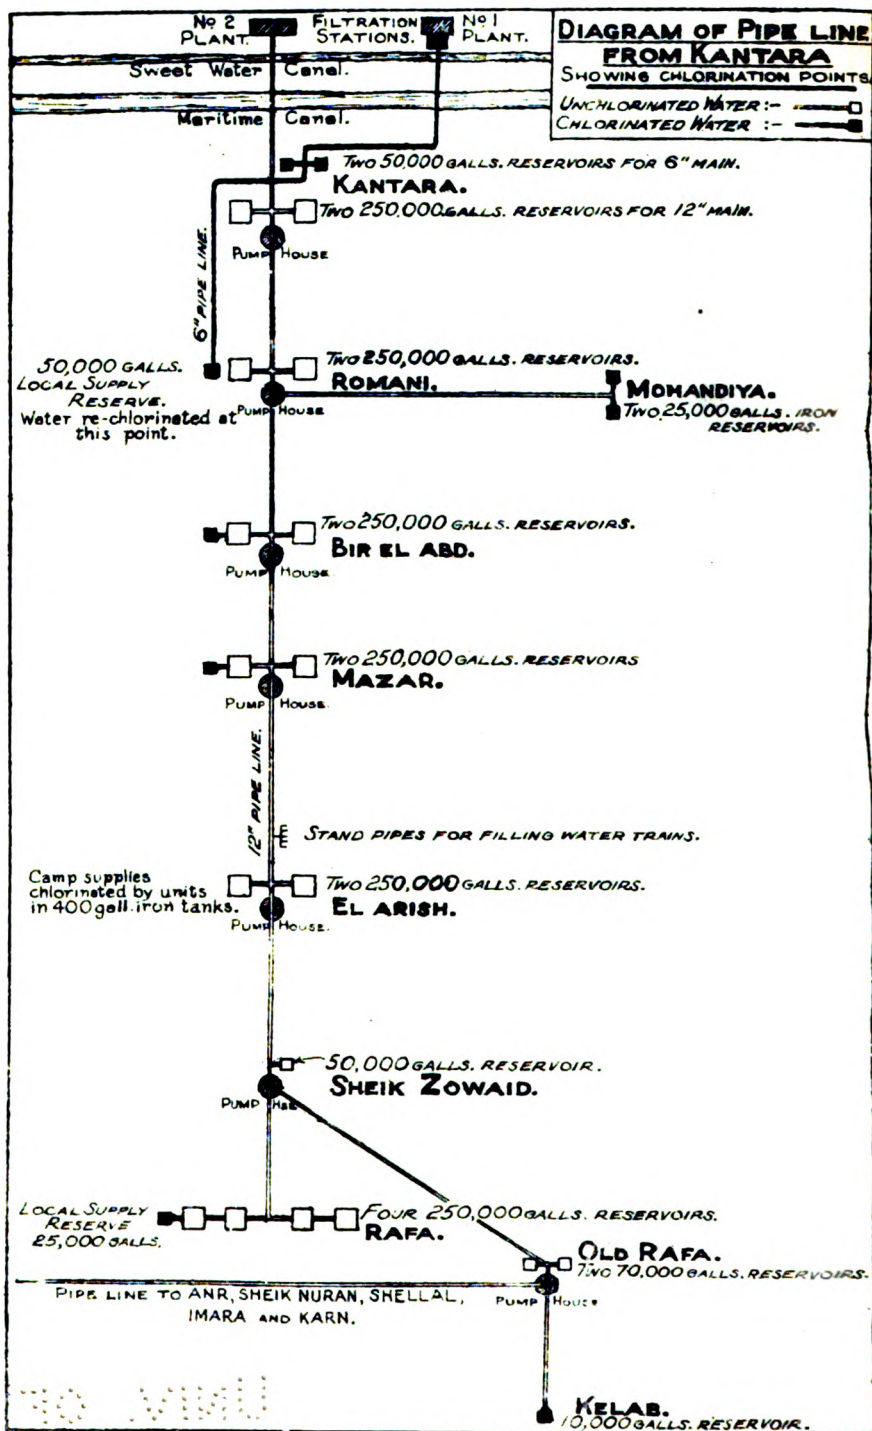 No 2 PLANT.
FILTRATION STATIONS.
No 1 PLANT.
DIAGRAM OF PIPE LINE
FROM KANTARA
SHOWING CHLORINATION POINTS
UNCHLORINATED WATER :-
CHLORINATED WATER :-
Sweet Water Canal.
Maritime Canal.
TWO 50,000 GALLS. RESERVOIRS FOR 6" MAIN.
KANTARA.
TWO 250,000 GALLS. RESERVOIRS FOR 12" MAIN.
PUMP HOUSE
6" PIPE LINE.
50,000 GALLS.
LOCAL SUPPLY
RESERVE.
Water re-chlorinated at
this point.
TWO 250,000 GALLS. RESERVOIRS.
ROMANI.
PUMP HOUSE
MOHANDIYA.
TWO 25,000 GALLS. IRON
RESERVOIRS.
TWO 250,000 GALLS. RESERVOIRS.
BIR EL ABD.
PUMP HOUSE.
TWO 250,000 GALLS. RESERVOIRS
MAZAR.
PUMP HOUSE.
12" PIPE LINE.
STAND PIPES FOR FILLING WATER TRAINS.
Camp supplies
chlorinated by units
in 400 gall. iron tanks.
TWO 250,000 GALLS. RESERVOIRS.
EL ARISH.
PUMP HOUSE.
50,000 GALLS. RESERVOIR.
SHEIK ZOWAID.
PUMP HSE
LOCAL SUPPLY
RESERVE
25,000 GALLS.
FOUR 250,000 GALLS. RESERVOIRS.
RAFA.
OLD RAFA.
TWO 70,000 GALLS. RESERVOIRS.
PUMP HOUSE
PIPE LINE TO ANR, SHEIK NURAN, SHELLAL,
IMARA AND KARN.
KELAB.
10,000 GALLS. RESERVOIR.
UNIV. OF